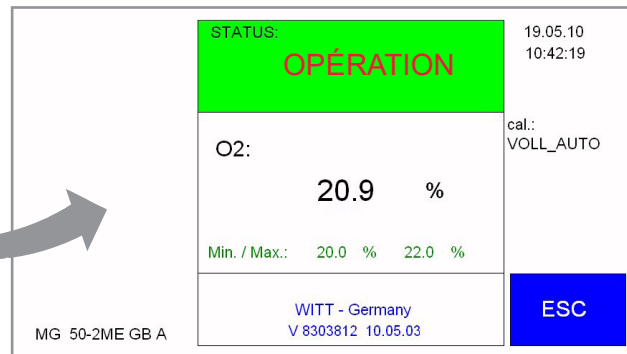 STATUS:
OPÉRATION
19.05.10
10:42:19
cal.:
VOLL_AUTO
O2:
20.9 %
Min. / Max.: 20.0 % 22.0 %
WITT - Germany
V 8303812 10.05.03
ESC
MG 50-2ME GB A